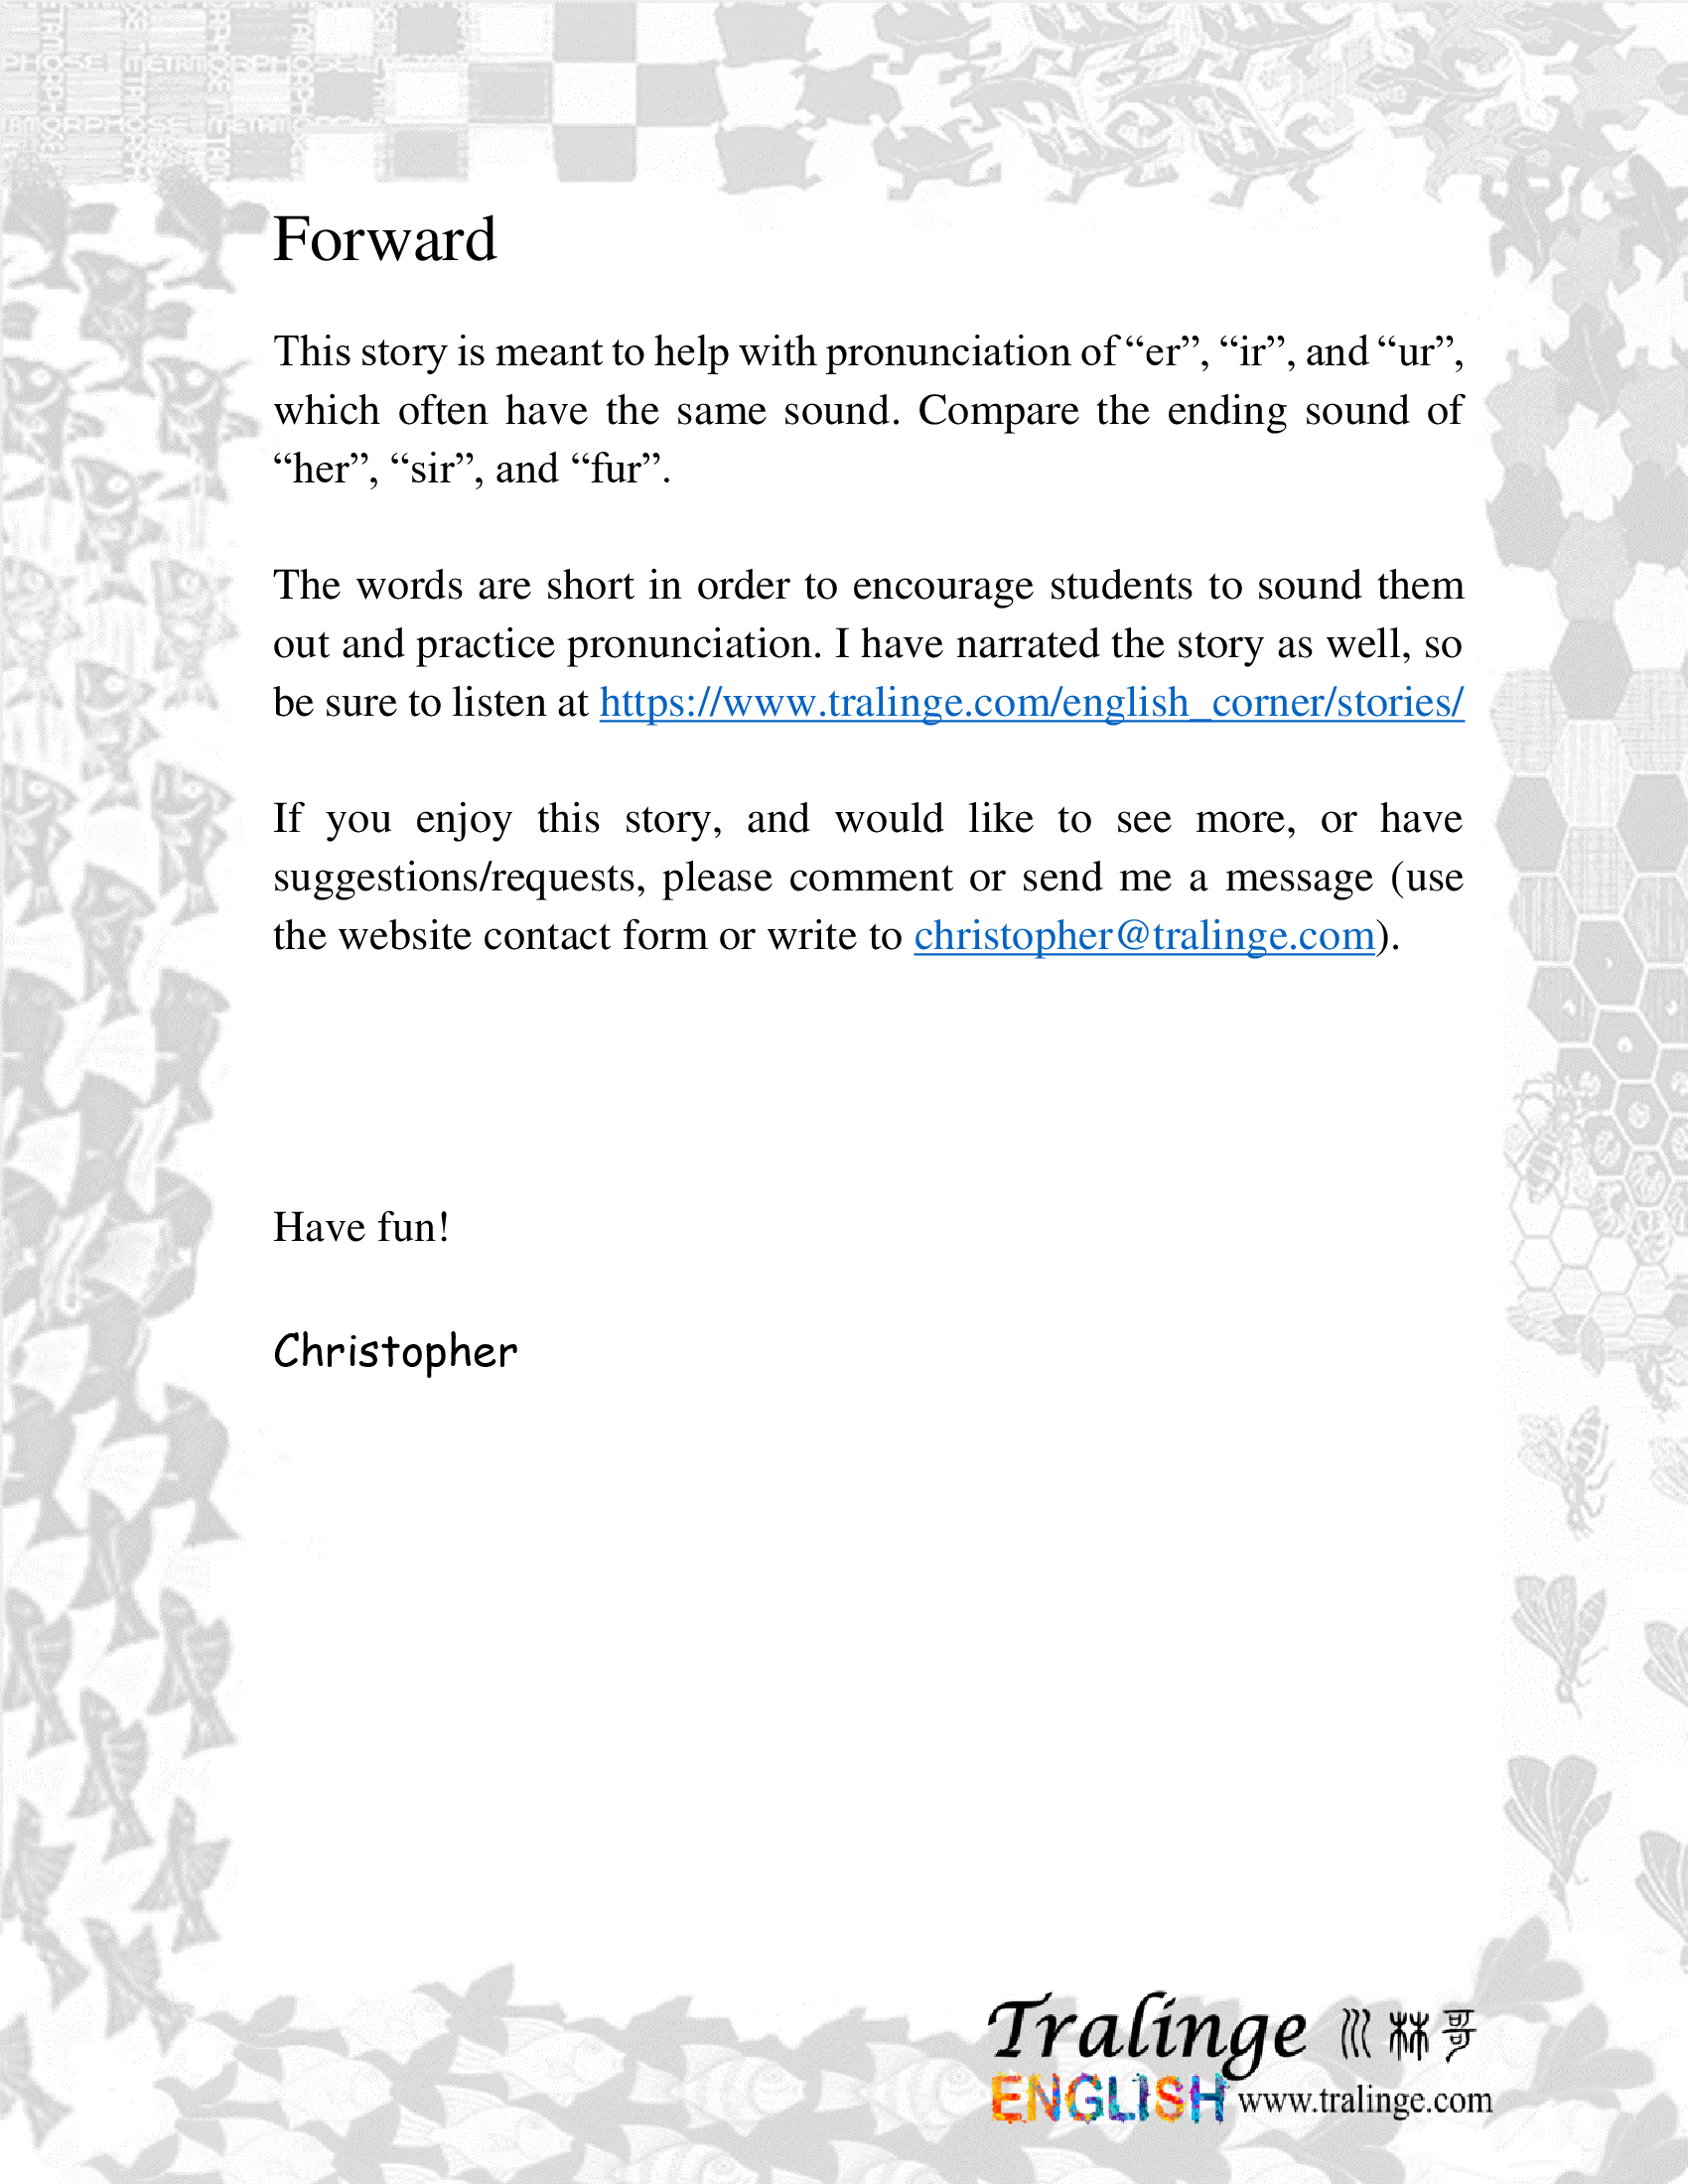 METAMORPHOSE
Forward
This story is meant to help with pronunciation of “er”, “ir”, and “ur”,
which often have the same sound. Compare the ending sound of
“her”, “sir”, and “fur”.
The words are short in order to encourage students to sound them
out and practice pronunciation. I have narrated the story as well, so
be sure to listen at https://www.tralinge.com/english_corner/stories/
If you enjoy this story, and would like to see more, or have
suggestions/requests, please comment or send me a message (use
the website contact form or write to christopher@tralinge.com).
Have fun!
Christopher
Tralinge 川林哥
ENGLISH www.tralinge.com